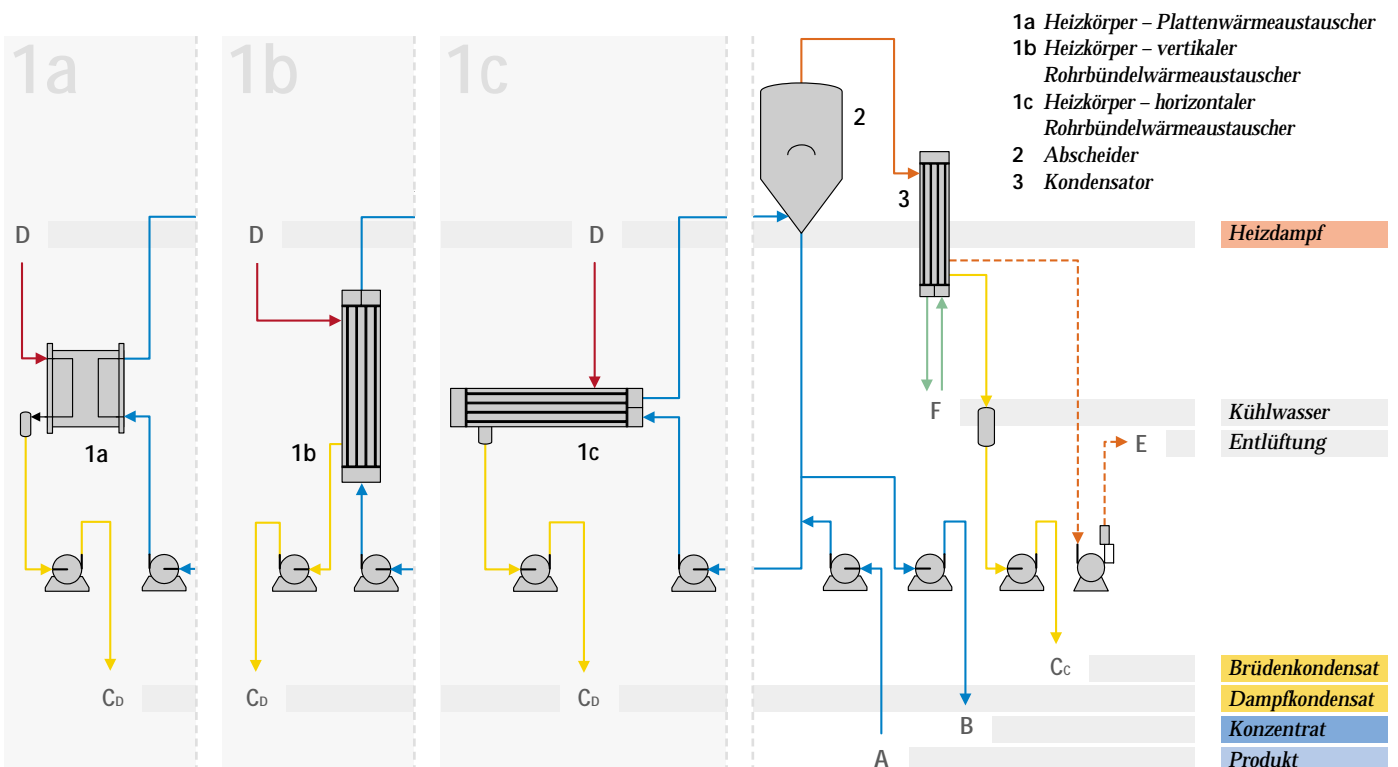 1a
1b
1c
1a Heizkörper – Plattenwärmeaustauscher
1b Heizkörper – vertikaler
Rohrbündelwärmeaustauscher
1c Heizkörper – horizontaler
Rohrbündelwärmeaustauscher
2 Abscheider
3 Kondensator
2
3
D
D
D
Heizdampf
F
Kühlwasser
1a
1b
1c
E
Entlüftung
CC
Brüdenkondensat
CD
CD
CD
Dampfkondensat
B
Konzentrat
A
Produkt